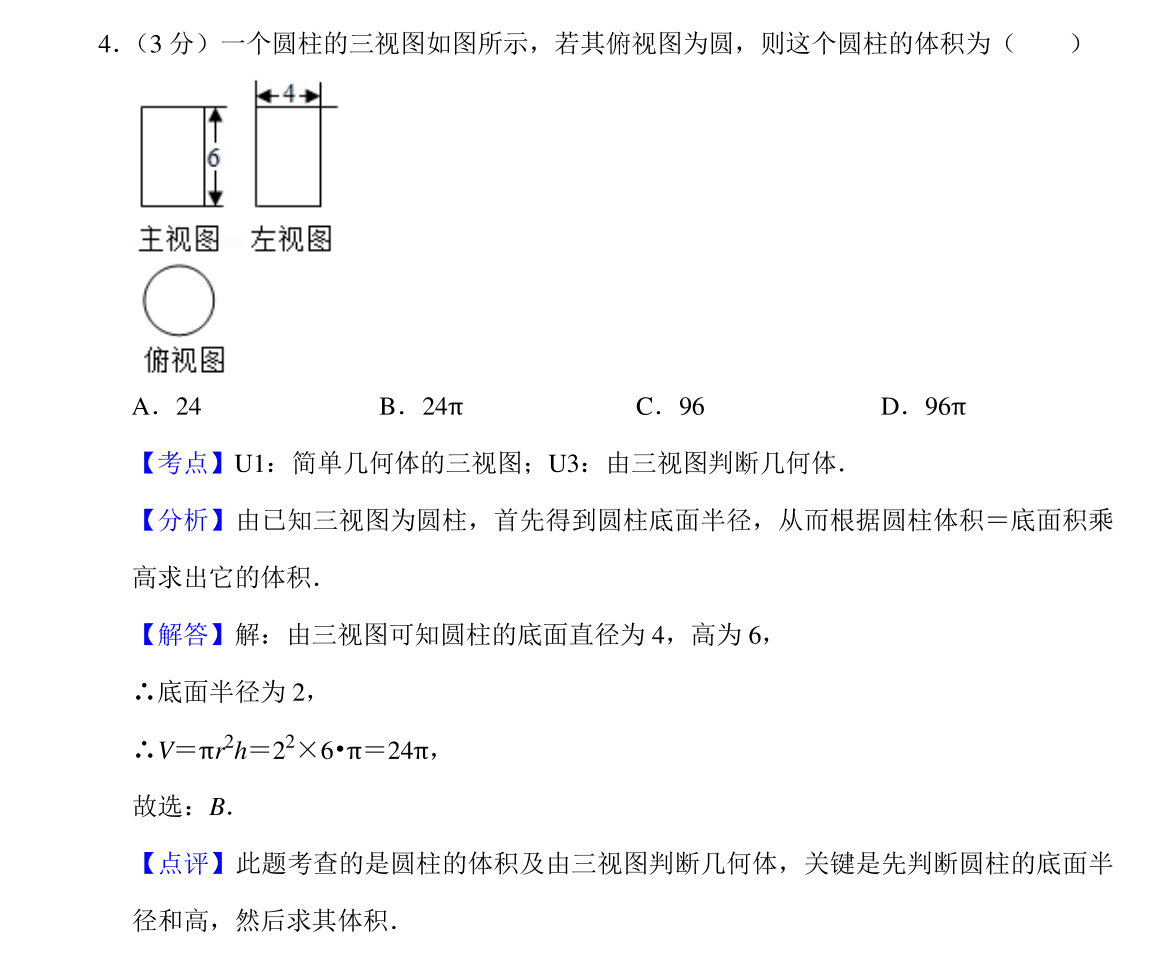 4．（3 分）一个圆柱的三视图如图所示，若其俯视图为圆，则这个圆柱的体积为（　　）
4
6
主视图 左视图
俯视图
A．24 B．24π C．96 D．96π
【考点】U1：简单几何体的三视图；U3：由三视图判断几何体．
【分析】由已知三视图为圆柱，首先得到圆柱底面半径，从而根据圆柱体积＝底面积乘
高求出它的体积．
【解答】解：由三视图可知圆柱的底面直径为 4，高为 6，
∴底面半径为 2，
∴V＝πr²h＝2²×6•π＝24π，
故选：B．
【点评】此题考查的是圆柱的体积及由三视图判断几何体，关键是先判断圆柱的底面半
径和高，然后求其体积．